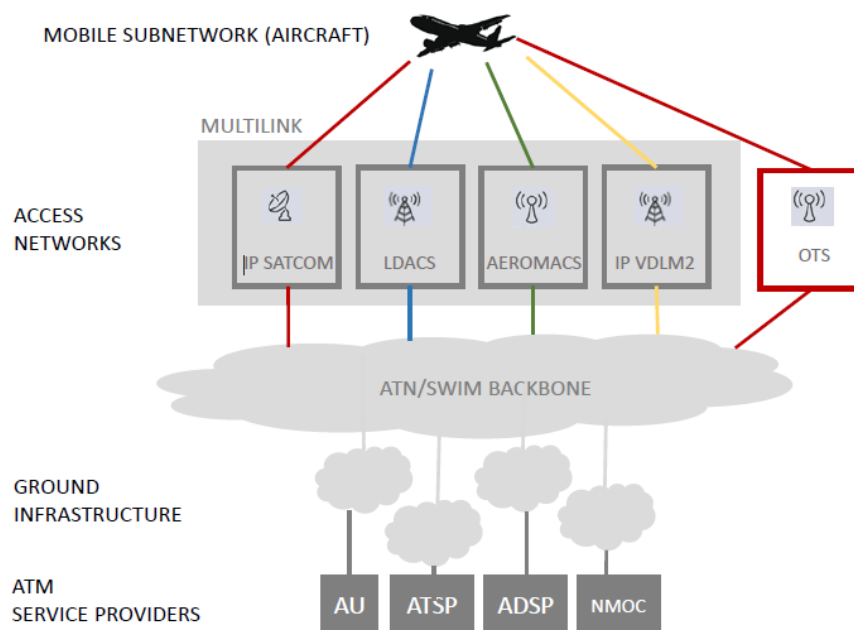 MOBILE SUBNETWORK (AIRCRAFT)
MULTILINK
ACCESS
NETWORKS
IP SATCOM
LDACS
AEROMACS
IP VDLM2
OTS
ATN/SWIM BACKBONE
GROUND
INFRASTRUCTURE
ATM
SERVICE PROVIDERS
AU
ATSP
ADSP
NMOC